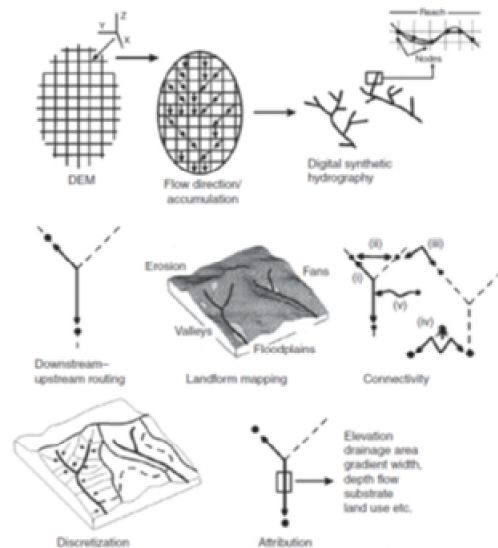 Reach
Nodes
Z
Y
X
DEM
Flow direction/
accumulation
Digital synthetic
hydrography
Erosion
Fans
Valleys
Floodplains
(i)
(ii)
(iii)
(v)
(iv)
Downstream–
upstream routing
Landform mapping
Connectivity
Elevation
drainage area
gradient width,
depth flow
substrate
land use etc.
Discretization
Attribution